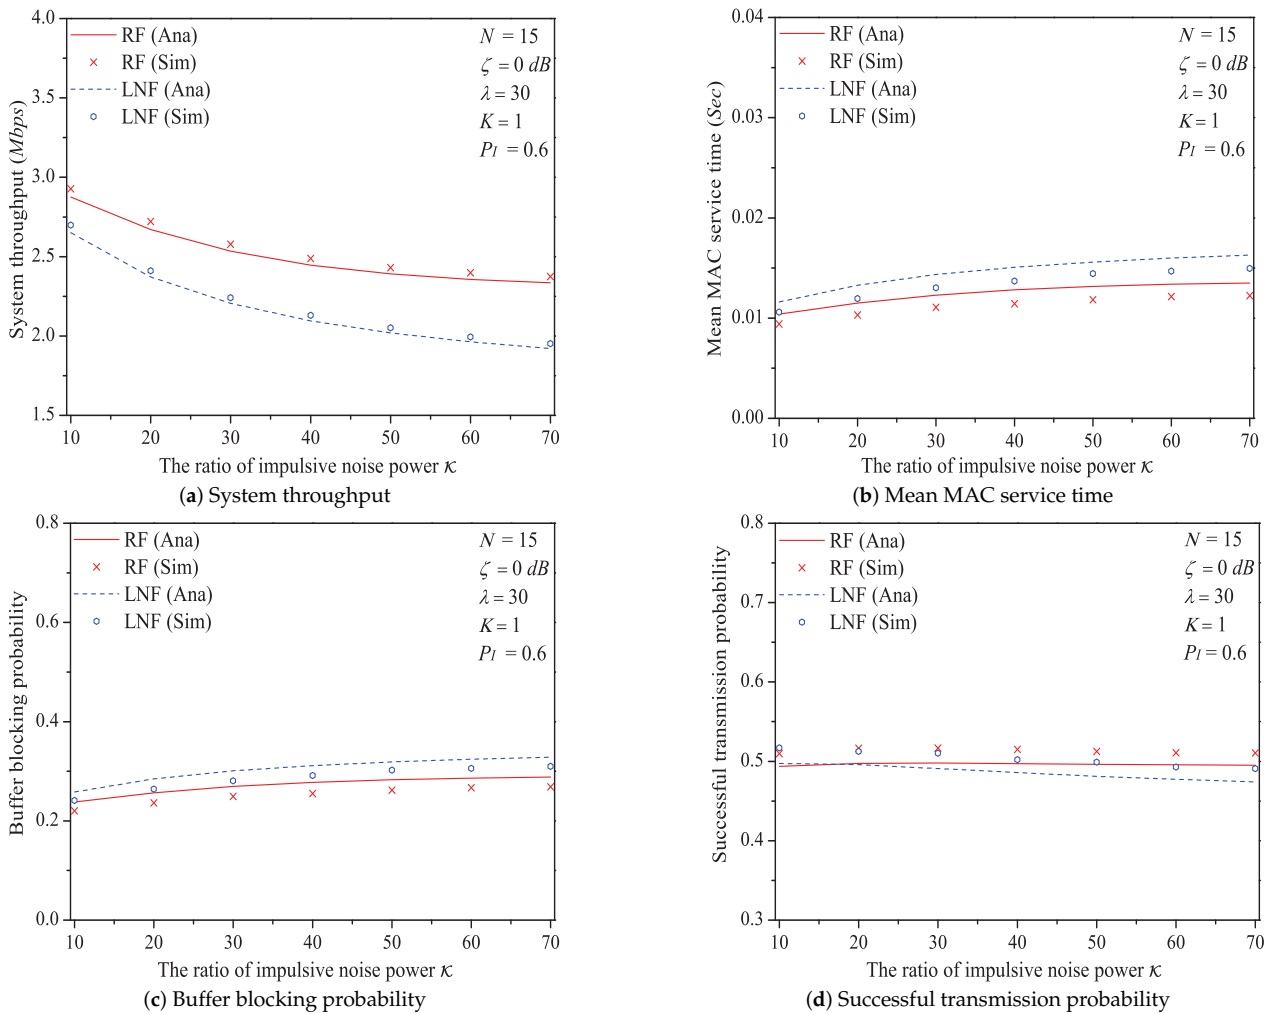 4.0
3.5
3.0
2.5
2.0
1.5
System throughput (Mbps)
RF (Ana)
RF (Sim)
LNF (Ana)
LNF (Sim)
N = 15
ζ = 0 dB
λ = 30
K = 1
PI = 0.6
10 20 30 40 50 60 70
The ratio of impulsive noise power κ
(a) System throughput
0.04
0.03
0.02
0.01
0.00
Mean MAC service time (Sec)
RF (Ana)
RF (Sim)
LNF (Ana)
LNF (Sim)
N = 15
ζ = 0 dB
λ = 30
K = 1
PI = 0.6
10 20 30 40 50 60 70
The ratio of impulsive noise power κ
(b) Mean MAC service time
0.8
0.6
0.4
0.2
0.0
Buffer blocking probability
RF (Ana)
RF (Sim)
LNF (Ana)
LNF (Sim)
N = 15
ζ = 0 dB
λ = 30
K = 1
PI = 0.6
10 20 30 40 50 60 70
The ratio of impulsive noise power κ
(c) Buffer blocking probability
0.8
0.7
0.6
0.5
0.4
0.3
Successful transmission probability
RF (Ana)
RF (Sim)
LNF (Ana)
LNF (Sim)
N = 15
ζ = 0 dB
λ = 30
K = 1
PI = 0.6
10 20 30 40 50 60 70
The ratio of impulsive noise power κ
(d) Successful transmission probability